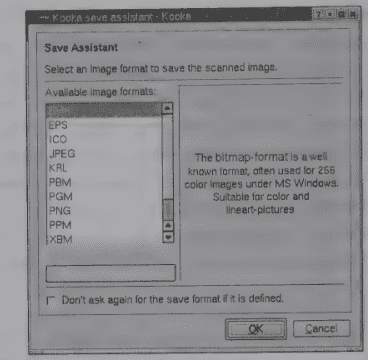 Kooka save assistant - Kooka
Save Assistant
Select an image format to save the scanned image.
Available image formats:
EPS
ICO
JPEG
KRL
PBM
PGM
PNG
PPM
XBM
The bitmap-format is a well
known format, often used for 256
color images under MS Windows.
Suitable for color and
lineart-pictures
Don't ask again for the save format if it is defined.
OK
Cancel